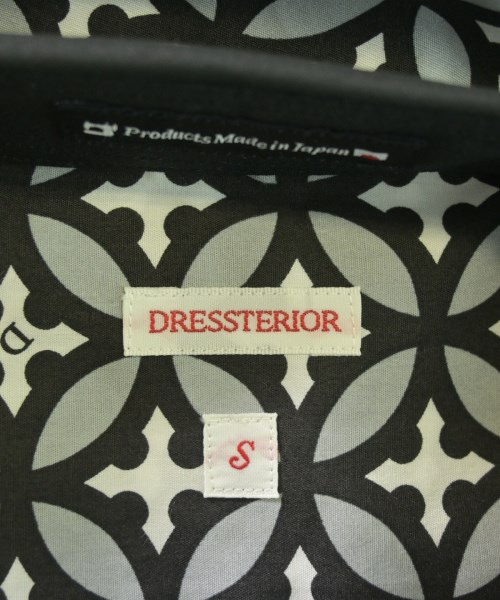 Products Made in Japan
DRESSTERIOR
S
D